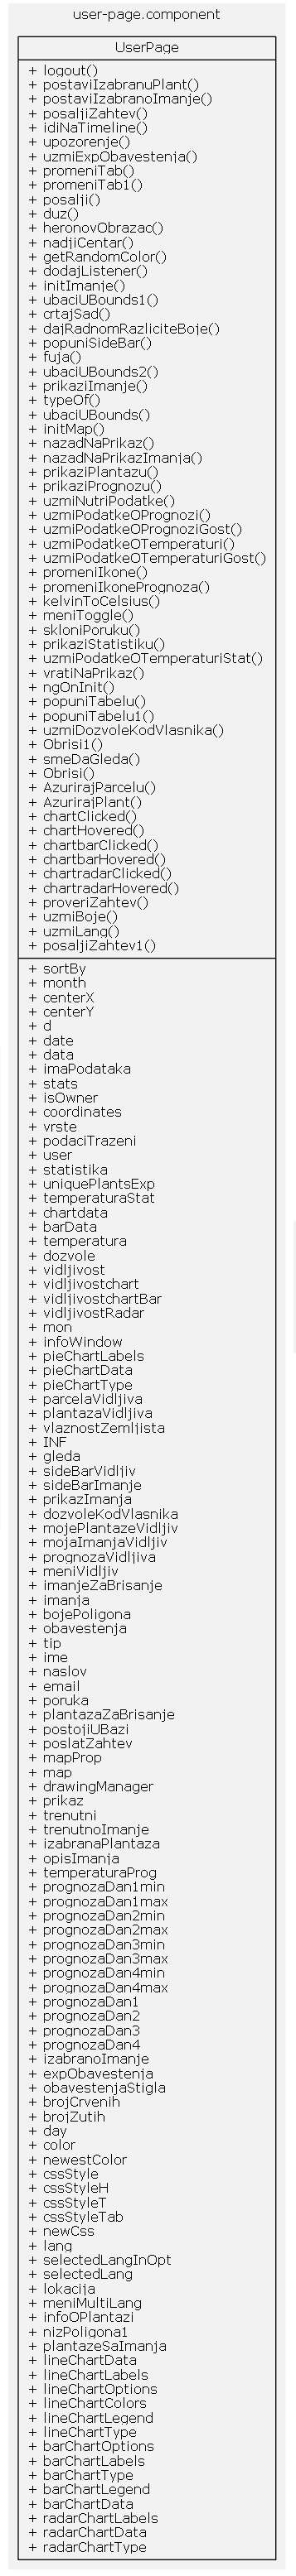 user-page.component
UserPage
+ logout()
+ postaviIzabranuPlant()
+ postaviIzabranoImanje()
+ posaljiZahtev()
+ idiNaTimeline()
+ upozorenje()
+ uzmiExpObavestenja()
+ promeniTab()
+ promeniTab1()
+ posalji()
+ duz()
+ heronovObrazac()
+ nadjiCentar()
+ getRandomColor()
+ dodajListener()
+ initImanje()
+ ubaciUBounds1()
+ crtajSad()
+ dajRadnomRazliciteBoje()
+ popuniSideBar()
+ fuja()
+ ubaciUBounds2()
+ prikaziImanje()
+ typeOf()
+ ubaciUBounds()
+ initMap()
+ nazadNaPrikaz()
+ nazadNaPrikazImanja()
+ prikaziPlantazu()
+ prikaziPrognozu()
+ uzmiNutriPodatke()
+ uzmiPodatkeOPrognozi()
+ uzmiPodatkeOPrognoziGost()
+ uzmiPodatkeOTemperaturi()
+ uzmiPodatkeOTemperaturiGost()
+ promeniIkone()
+ promeniIkonePrognoza()
+ kelvinToCelsius()
+ meniToggle()
+ skloniPoruku()
+ prikaziStatistiku()
+ uzmiPodatkeOTemperaturiStat()
+ vratiNaPrikaz()
+ ngOnInit()
+ popuniTabelu()
+ popuniTabelu1()
+ uzmiDozvoleKodVlasnika()
+ Obrisi1()
+ smeDaGleda()
+ Obrisi()
+ AzurirajParcelu()
+ AzurirajPlant()
+ chartClicked()
+ chartHovered()
+ chartbarClicked()
+ chartbarHovered()
+ chartradarClicked()
+ chartradarHovered()
+ proveriZahtev()
+ uzmiBoje()
+ uzmiLang()
+ posaljiZahtev1()
+ sortBy
+ month
+ centerX
+ centerY
+ d
+ date
+ data
+ imaPodataka
+ stats
+ isOwner
+ coordinates
+ vrste
+ podaciTrazeni
+ user
+ statistika
+ uniquePlantsExp
+ temperaturaStat
+ chartdata
+ barData
+ temperatura
+ dozvole
+ vidljivost
+ vidljivostchart
+ vidljivostchartBar
+ vidljivostRadar
+ mon
+ infoWindow
+ pieChartLabels
+ pieChartData
+ pieChartType
+ parcelaVidljiva
+ plantazaVidljiva
+ vlaznostZemljista
+ INF
+ gleda
+ sideBarVidljiv
+ sideBarImanje
+ prikazImanja
+ dozvoleKodVlasnika
+ mojePlantazeVidljiv
+ mojaImanjaVidljiv
+ prognozaVidljiva
+ meniVidljiv
+ imanjeZaBrisanje
+ imanja
+ bojePoligona
+ obavestenja
+ tip
+ ime
+ naslov
+ email
+ poruka
+ plantazaZaBrisanje
+ postojiUBazi
+ poslatZahtev
+ mapProp
+ map
+ drawingManager
+ prikaz
+ trenutni
+ trenutnoImanje
+ izabranaPlantaza
+ opisImanja
+ temperaturaProg
+ prognozaDan1min
+ prognozaDan1max
+ prognozaDan2min
+ prognozaDan2max
+ prognozaDan3min
+ prognozaDan3max
+ prognozaDan4min
+ prognozaDan4max
+ prognozaDan1
+ prognozaDan2
+ prognozaDan3
+ prognozaDan4
+ izabranoImanje
+ expObavestenja
+ obavestenjaStigla
+ brojCrvenih
+ brojZutih
+ day
+ color
+ newestColor
+ cssStyle
+ cssStyleH
+ cssStyleT
+ cssStyleTab
+ newCss
+ lang
+ selectedLangInOpt
+ selectedLang
+ lokacija
+ meniMultiLang
+ infoOPlantazi
+ nizPoligona1
+ plantazeSaImanja
+ lineChartData
+ lineChartLabels
+ lineChartOptions
+ lineChartColors
+ lineChartLegend
+ lineChartType
+ barChartOptions
+ barChartLabels
+ barChartType
+ barChartLegend
+ barChartData
+ radarChartLabels
+ radarChartData
+ radarChartType